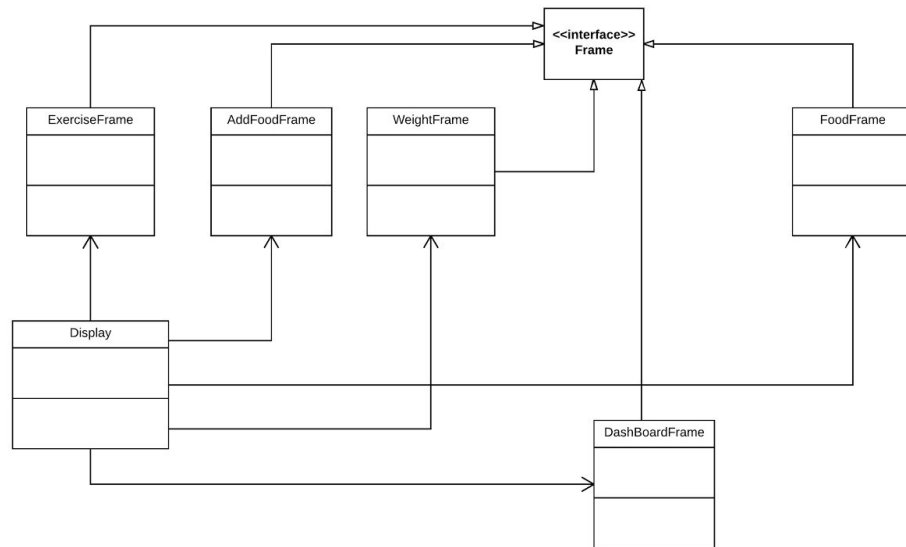 <<interface>>
Frame
ExerciseFrame
AddFoodFrame
WeightFrame
FoodFrame
Display
DashBoardFrame